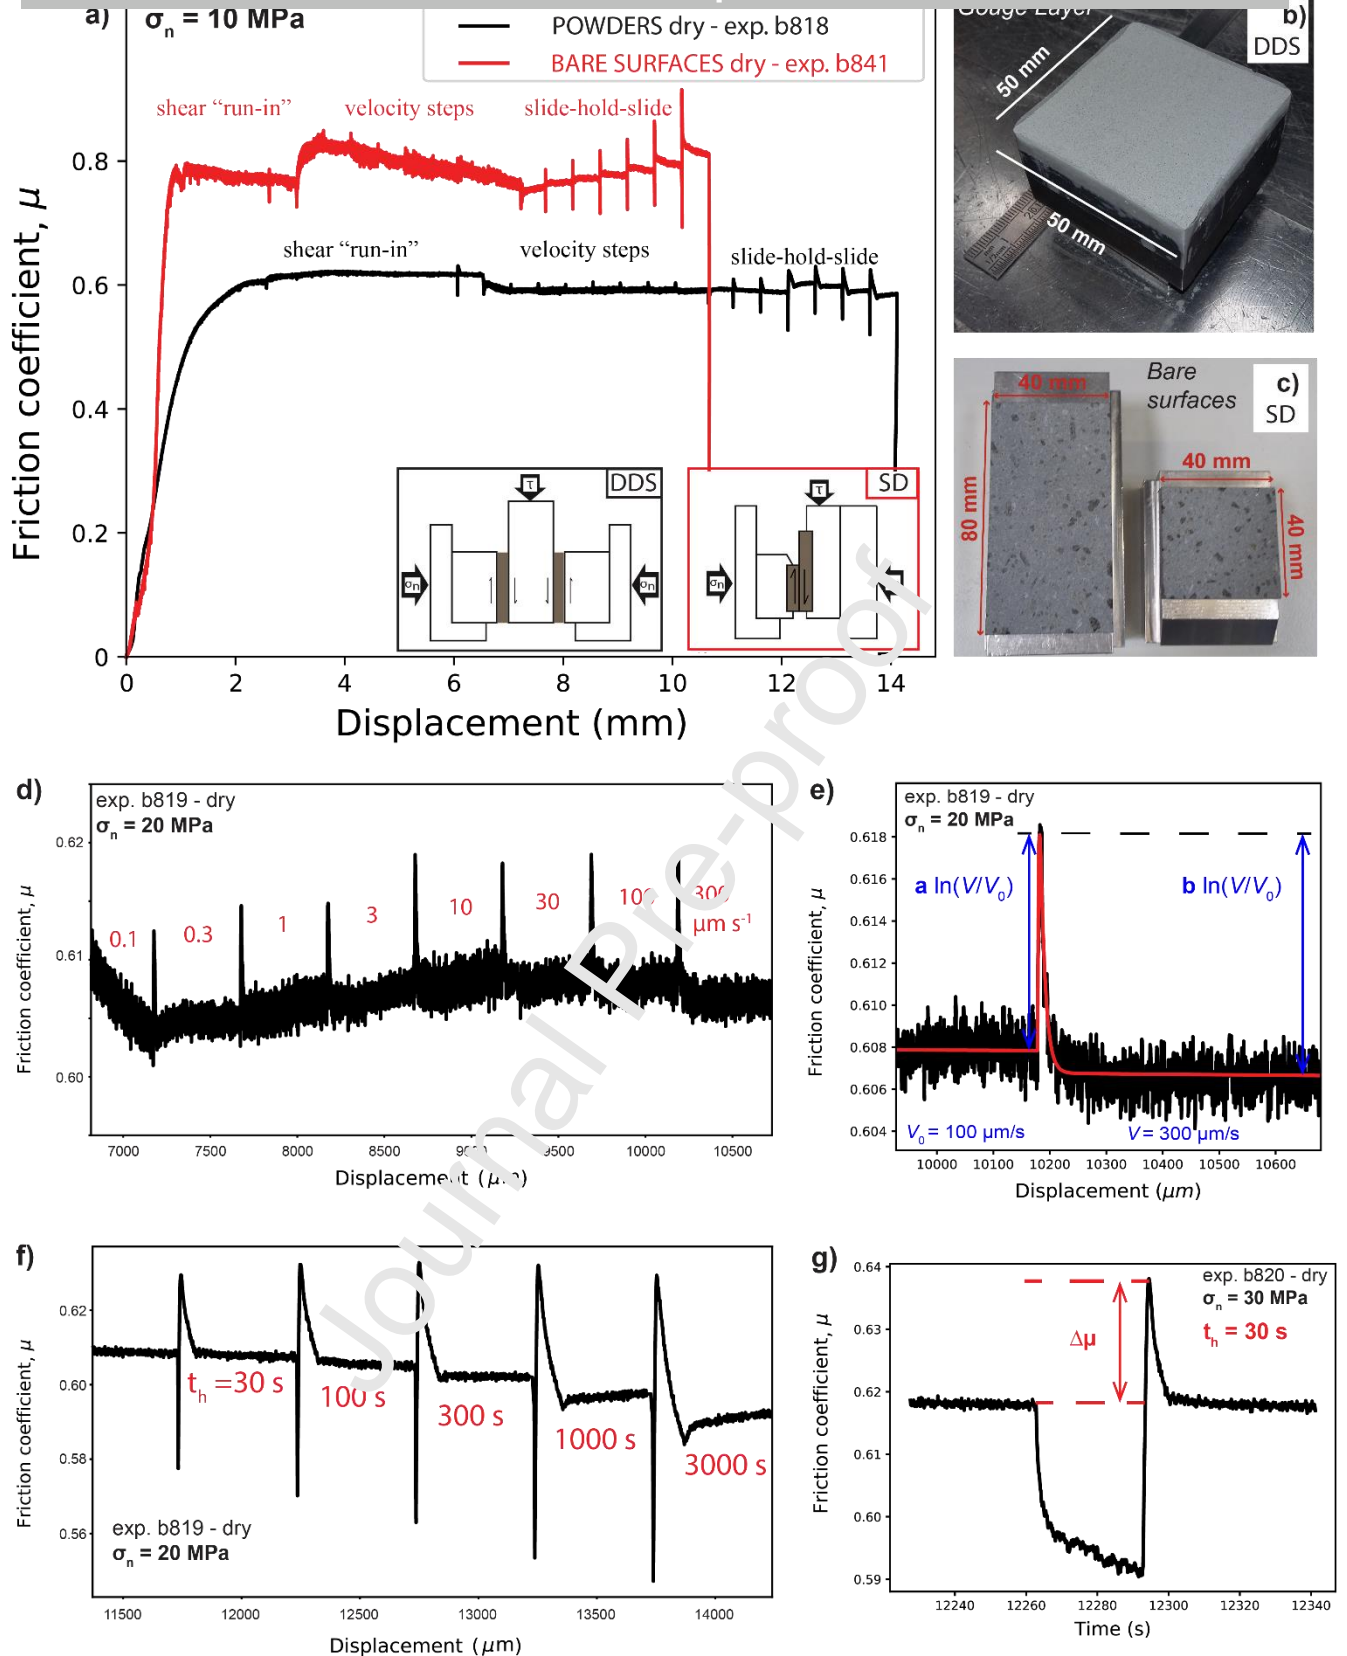 a)
σn = 10 MPa
POWDERS dry - exp. b818
BARE SURFACES dry - exp. b841
shear “run-in”
velocity steps
slide-hold-slide
shear “run-in”
velocity steps
slide-hold-slide
0.8
0.6
0.4
0.2
0
Friction coefficient, μ
0 2 4 6 8 10 12 14
Displacement (mm)
DDS
τ
σn
σn
SD
τ
σn
Gouge Layer
b)
DDS
50 mm
50 mm
Bare
surfaces
c)
SD
40 mm
80 mm
40 mm
40 mm
d)
exp. b819 - dry
σn = 20 MPa
0.62
0.61
0.60
Friction coefficient, μ
0.1 0.3 1 3 10 30 100 300
μm s-1
7000 7500 8000 8500 9500 10000 10500
Displacement (μm)
e)
exp. b819 - dry
σn = 20 MPa
a ln(V/V0)
b ln(V/V0)
0.618
0.616
0.614
0.612
0.610
0.608
0.606
0.604
Friction coefficient, μ
V0 = 100 μm/s
V = 300 μm/s
10000 10100 10200 10300 10400 10500 10600
Displacement (μm)
f)
0.62
0.60
0.58
0.56
Friction coefficient, μ
th =30 s
100 s
300 s
1000 s
3000 s
exp. b819 - dry
σn = 20 MPa
11500 12000 12500 13000 13500 14000
Displacement (μm)
g)
exp. b820 - dry
σn = 30 MPa
th = 30 s
Δμ
0.64
0.63
0.62
0.61
0.60
0.59
Friction coefficient, μ
12240 12260 12280 12300 12320 12340
Time (s)
Journal Pre-proof